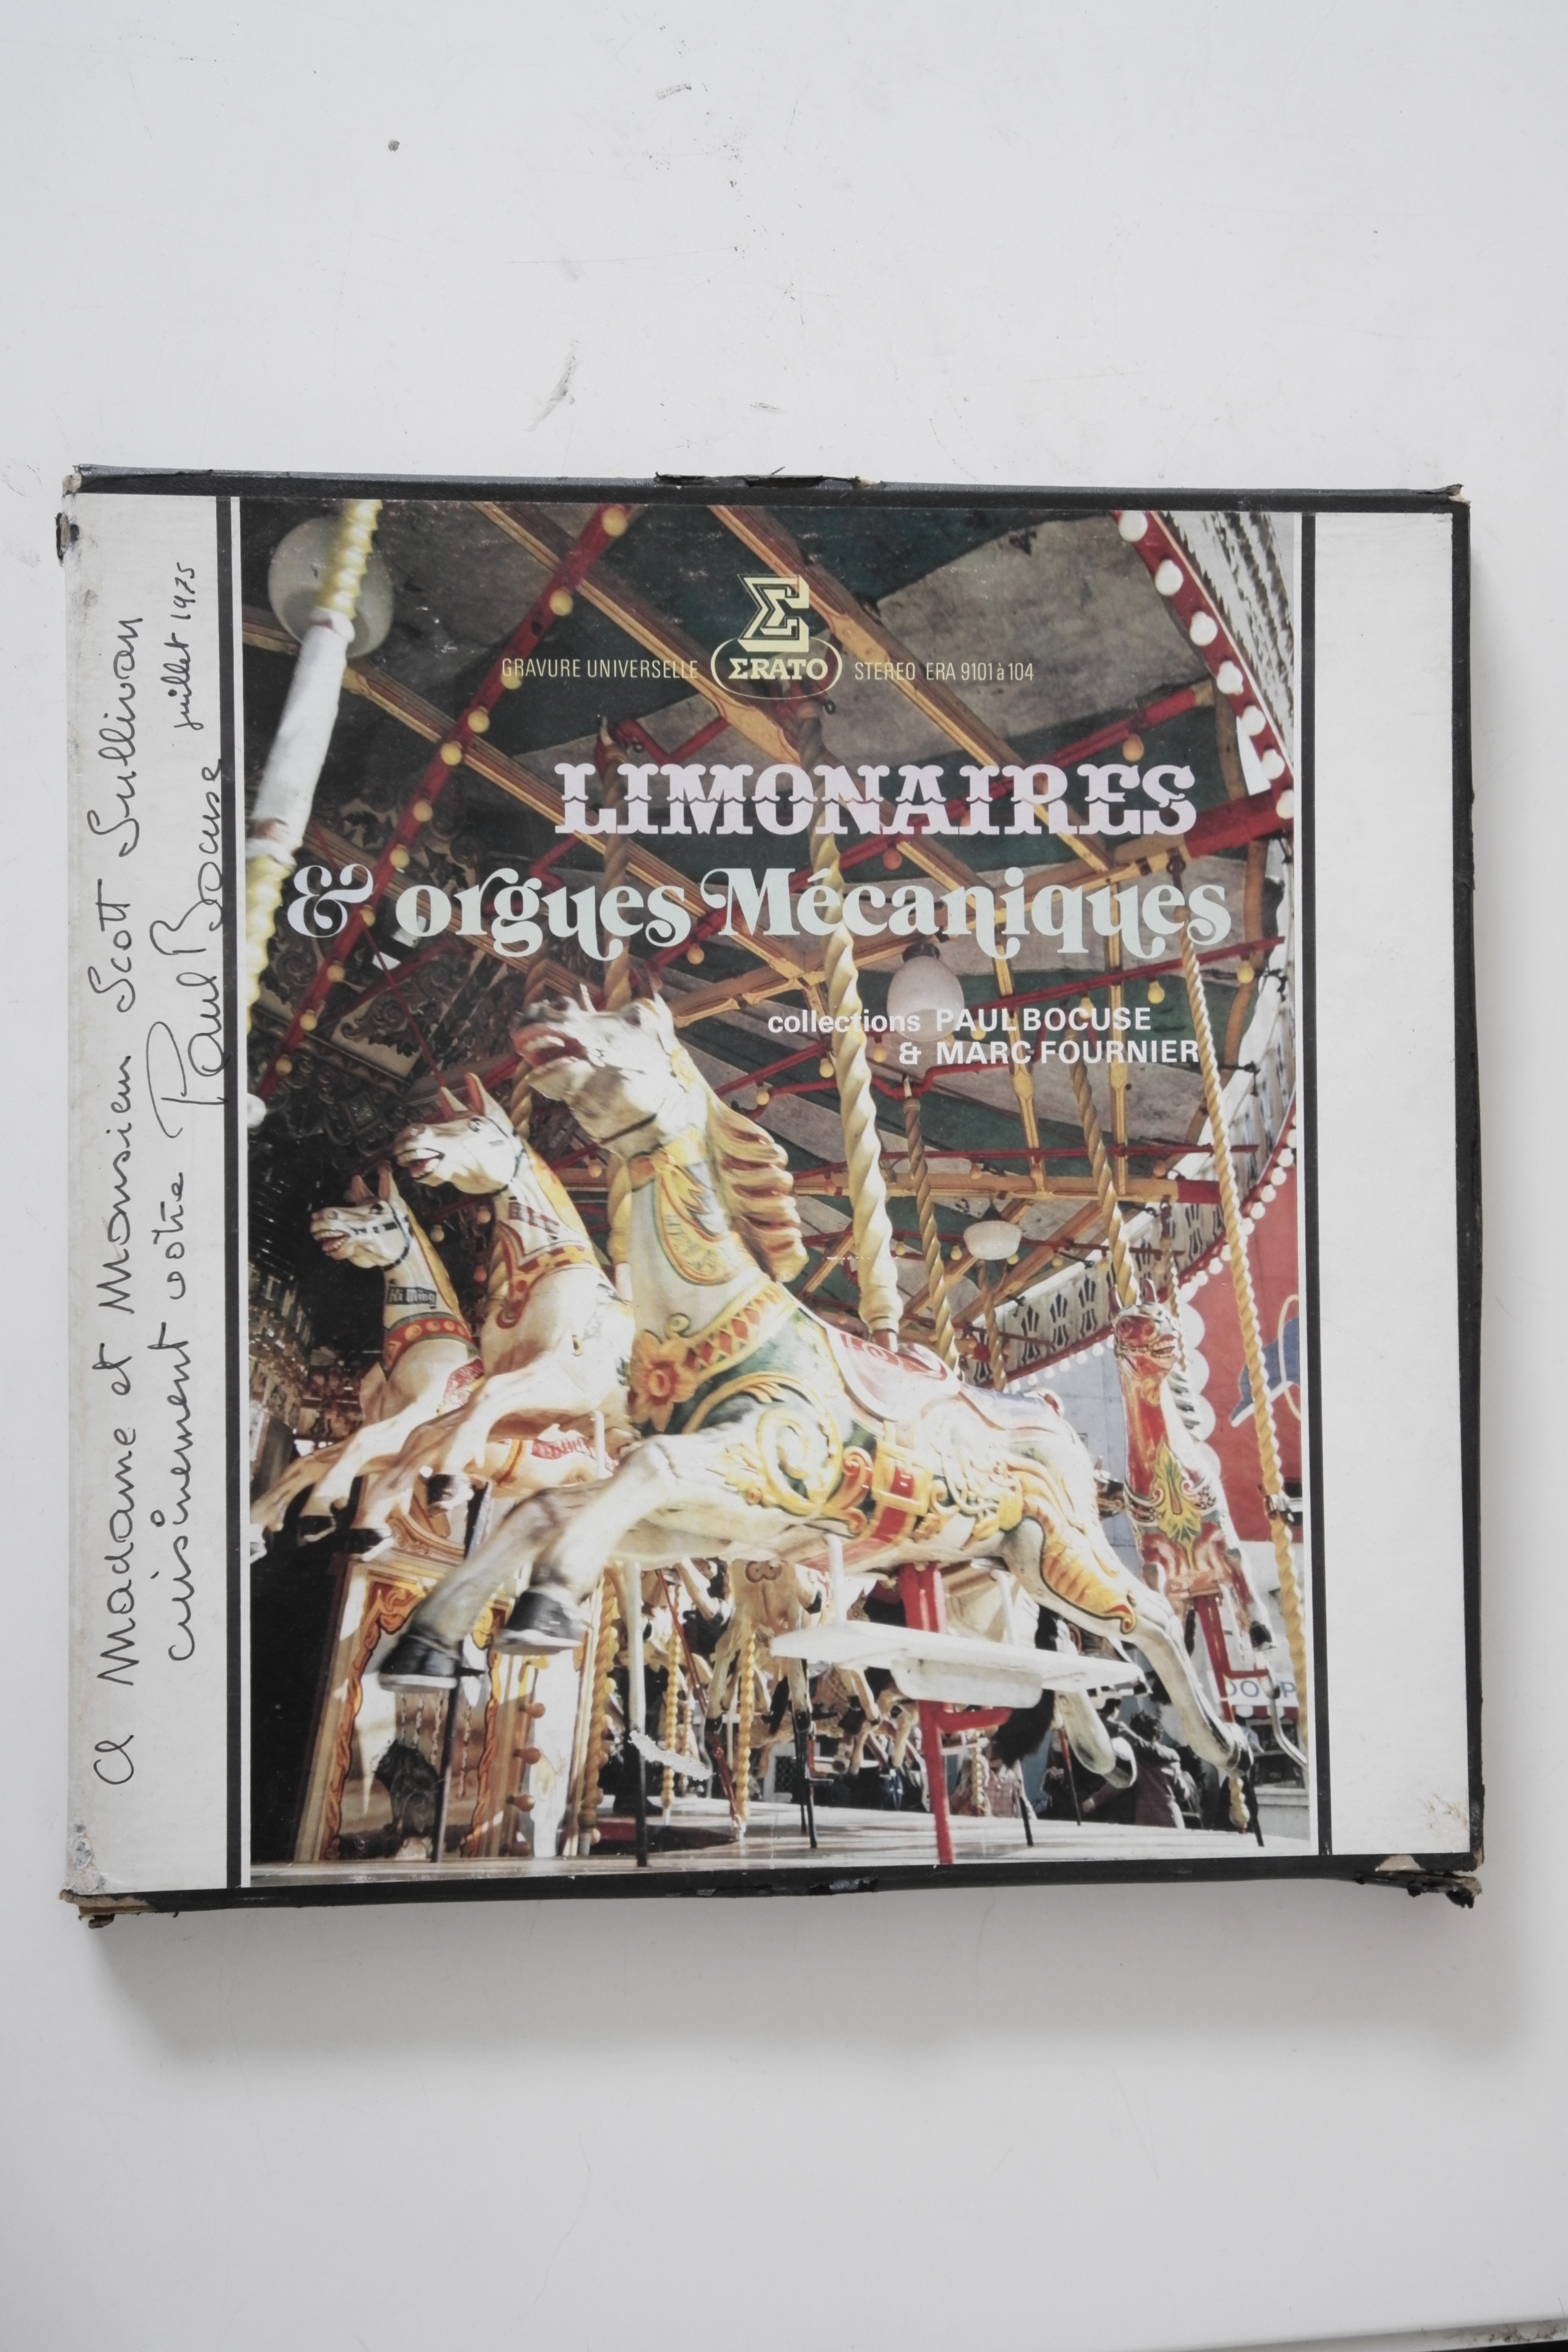 Σ
GRAVURE UNIVERSELLE ΣRATO STEREO ERA 9101 à 104
LIMONAIRES
& orgues Mécaniques
collections PAUL BOCUSE
& MARC FOURNIER
A Madame et Monsieur Scott Sullivan
cuisinement votre Paul Bocuse
juillet 1975